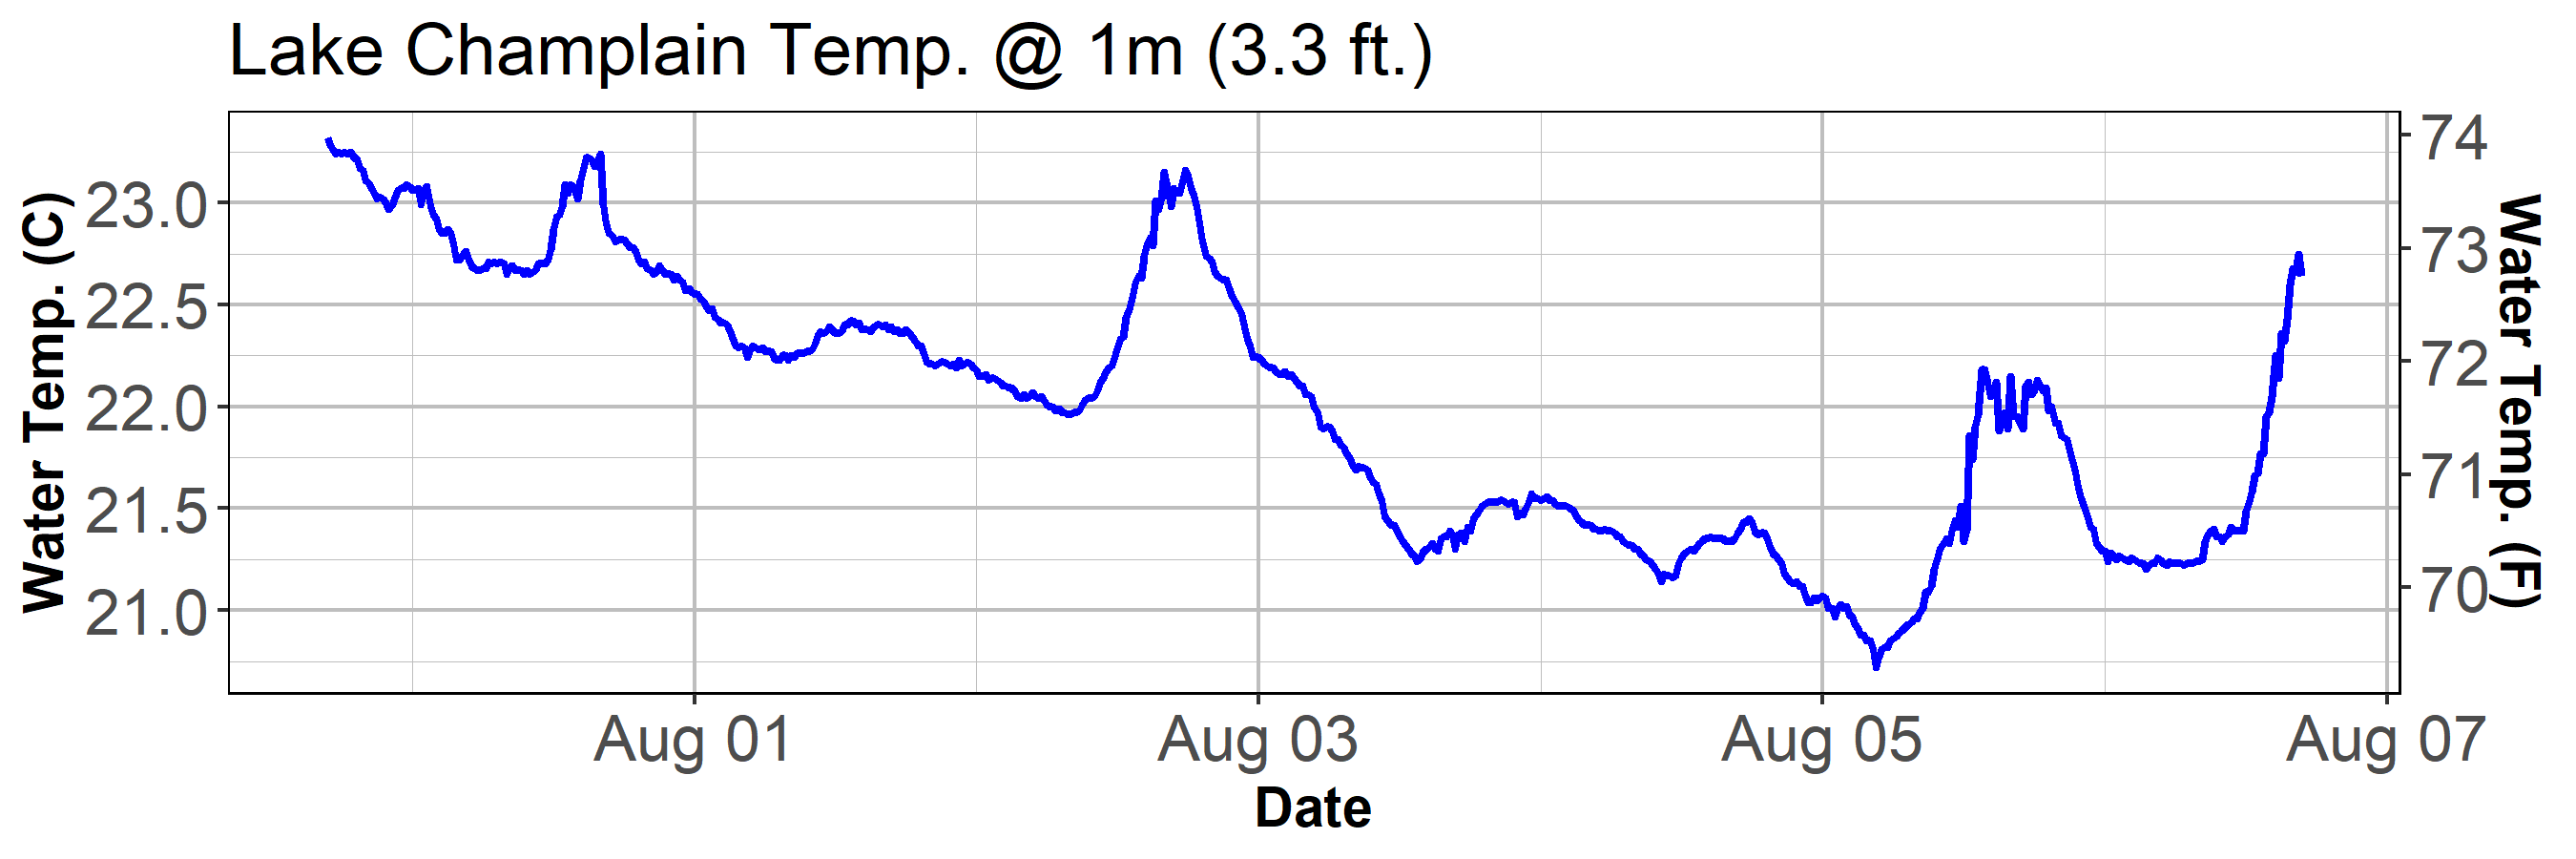 Lake Champlain Temp. @ 1m (3.3 ft.)
Water Temp. (C)
23.0
22.5
22.0
21.5
21.0
74
73
72
71
70
Water Temp. (F)
Aug 01
Aug 03
Aug 05
Aug 07
Date